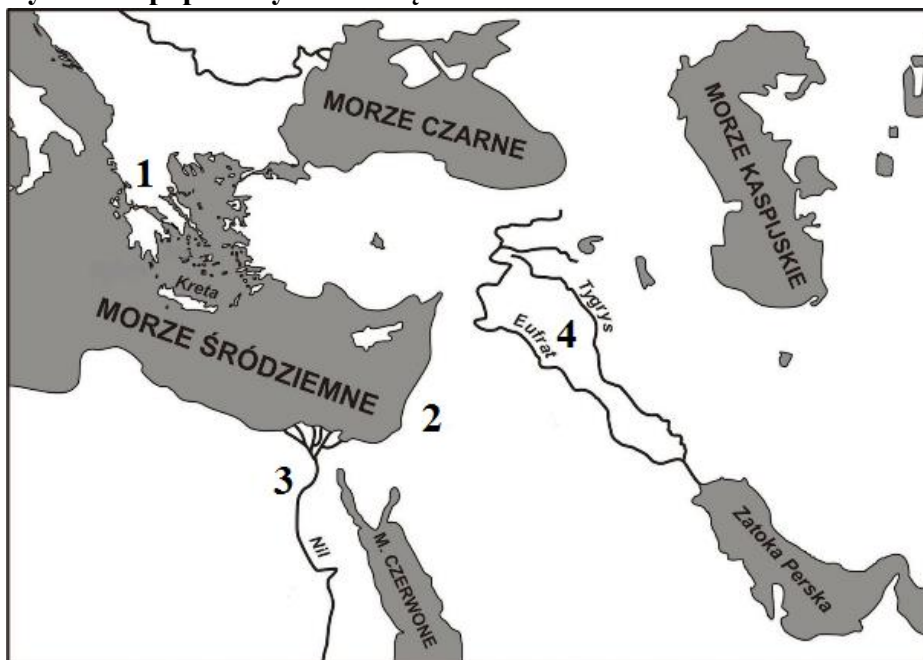 MORZE CZARNE
MORZE KASPIJSKIE
1
Kreta
Tygrys
Eufrat
4
MORZE ŚRÓDZIEMNE
2
3
Nil
M. CZERWONE
Zatoka Perska